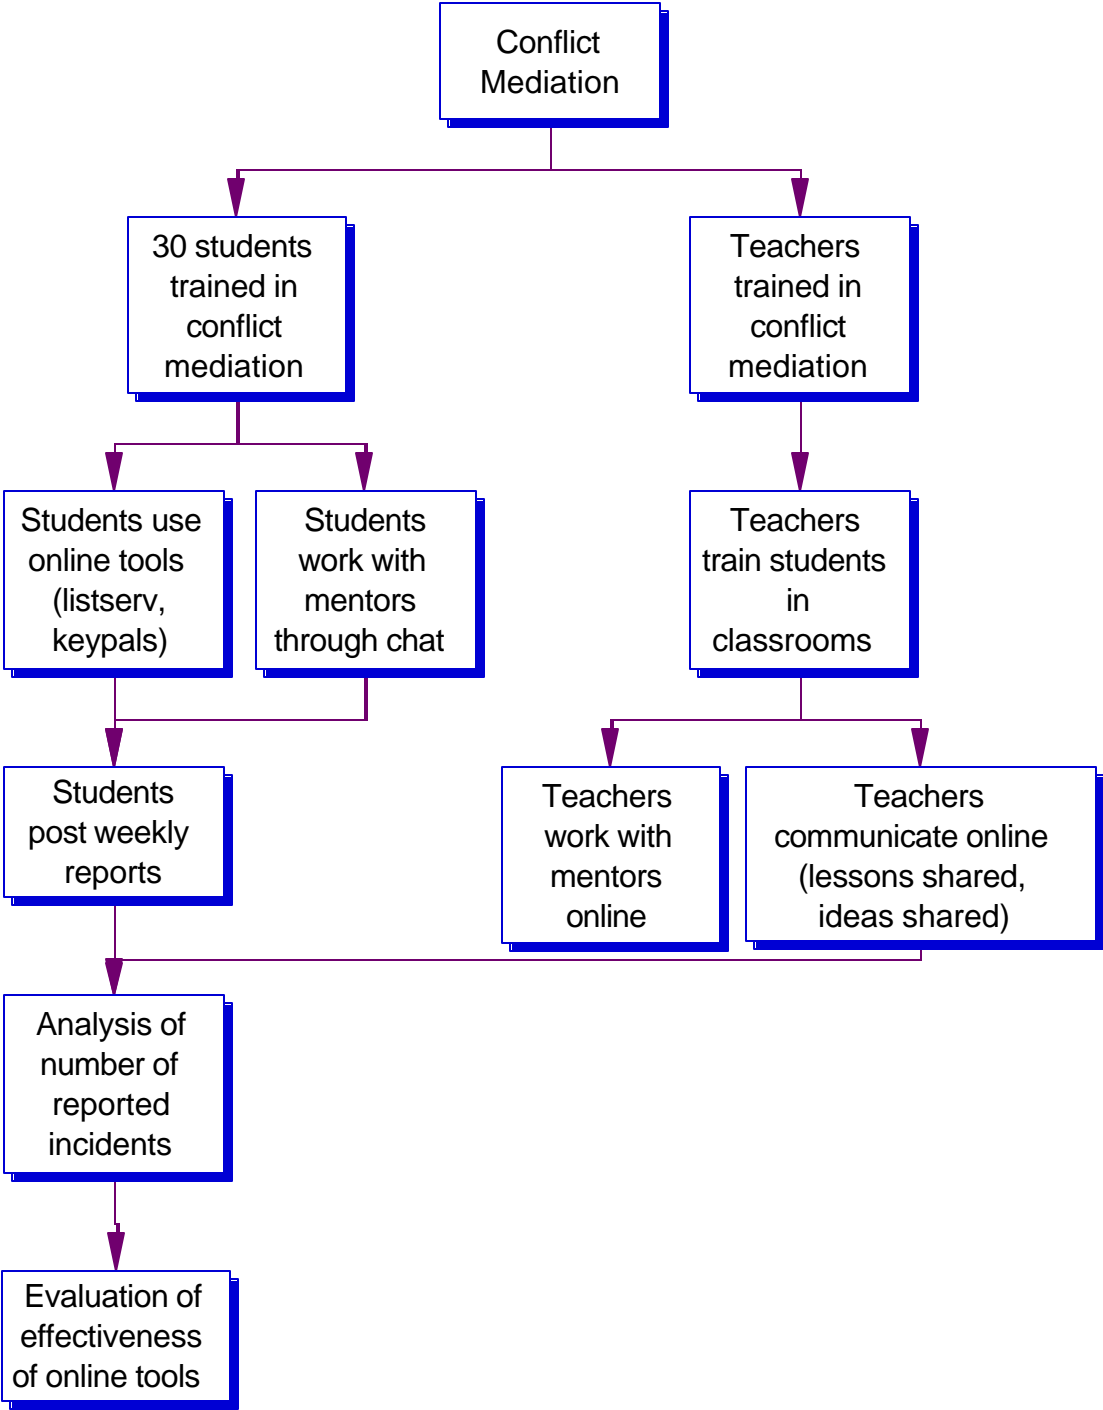 Conflict
Mediation
30 students
trained in
conflict
mediation
Teachers
trained in
conflict
mediation
Students use
online tools
(listserv,
keypals)
Students
work with
mentors
through chat
Teachers
train students
in
classrooms
Students
post weekly
reports
Teachers
work with
mentors
online
Teachers
communicate online
(lessons shared,
ideas shared)
Analysis of
number of
reported
incidents
Evaluation of
effectiveness
of online tools